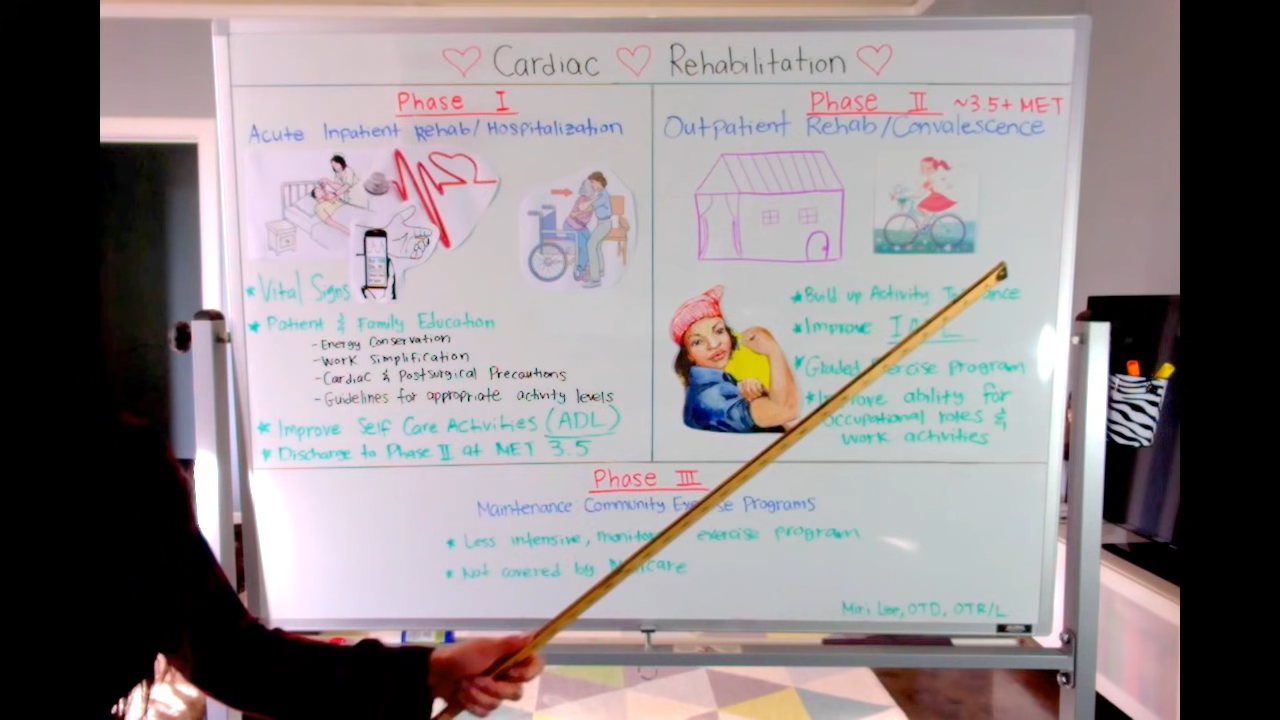 Cardiac Rehabilitation
Phase I
Acute Inpatient Rehab/Hospitalization
* Vital Signs
* Patient & Family Education
- Energy Conservation
- Work Simplification
- Cardiac & Postsurgical Precautions
- Guidelines for appropriate activity levels
* Improve Self Care Activities (ADL)
* Discharge to Phase II at MET 3.5
Phase II ~3.5+ MET
Outpatient Rehab/Convalescence
* Build up Activity
* Improve
* Graded program
* ability for
occupational roles &
work activities
Phase III
Maintenance Community Programs
* Less intensive, exercise program
* Not covered by
Miri Lee, OTD, OTR/L